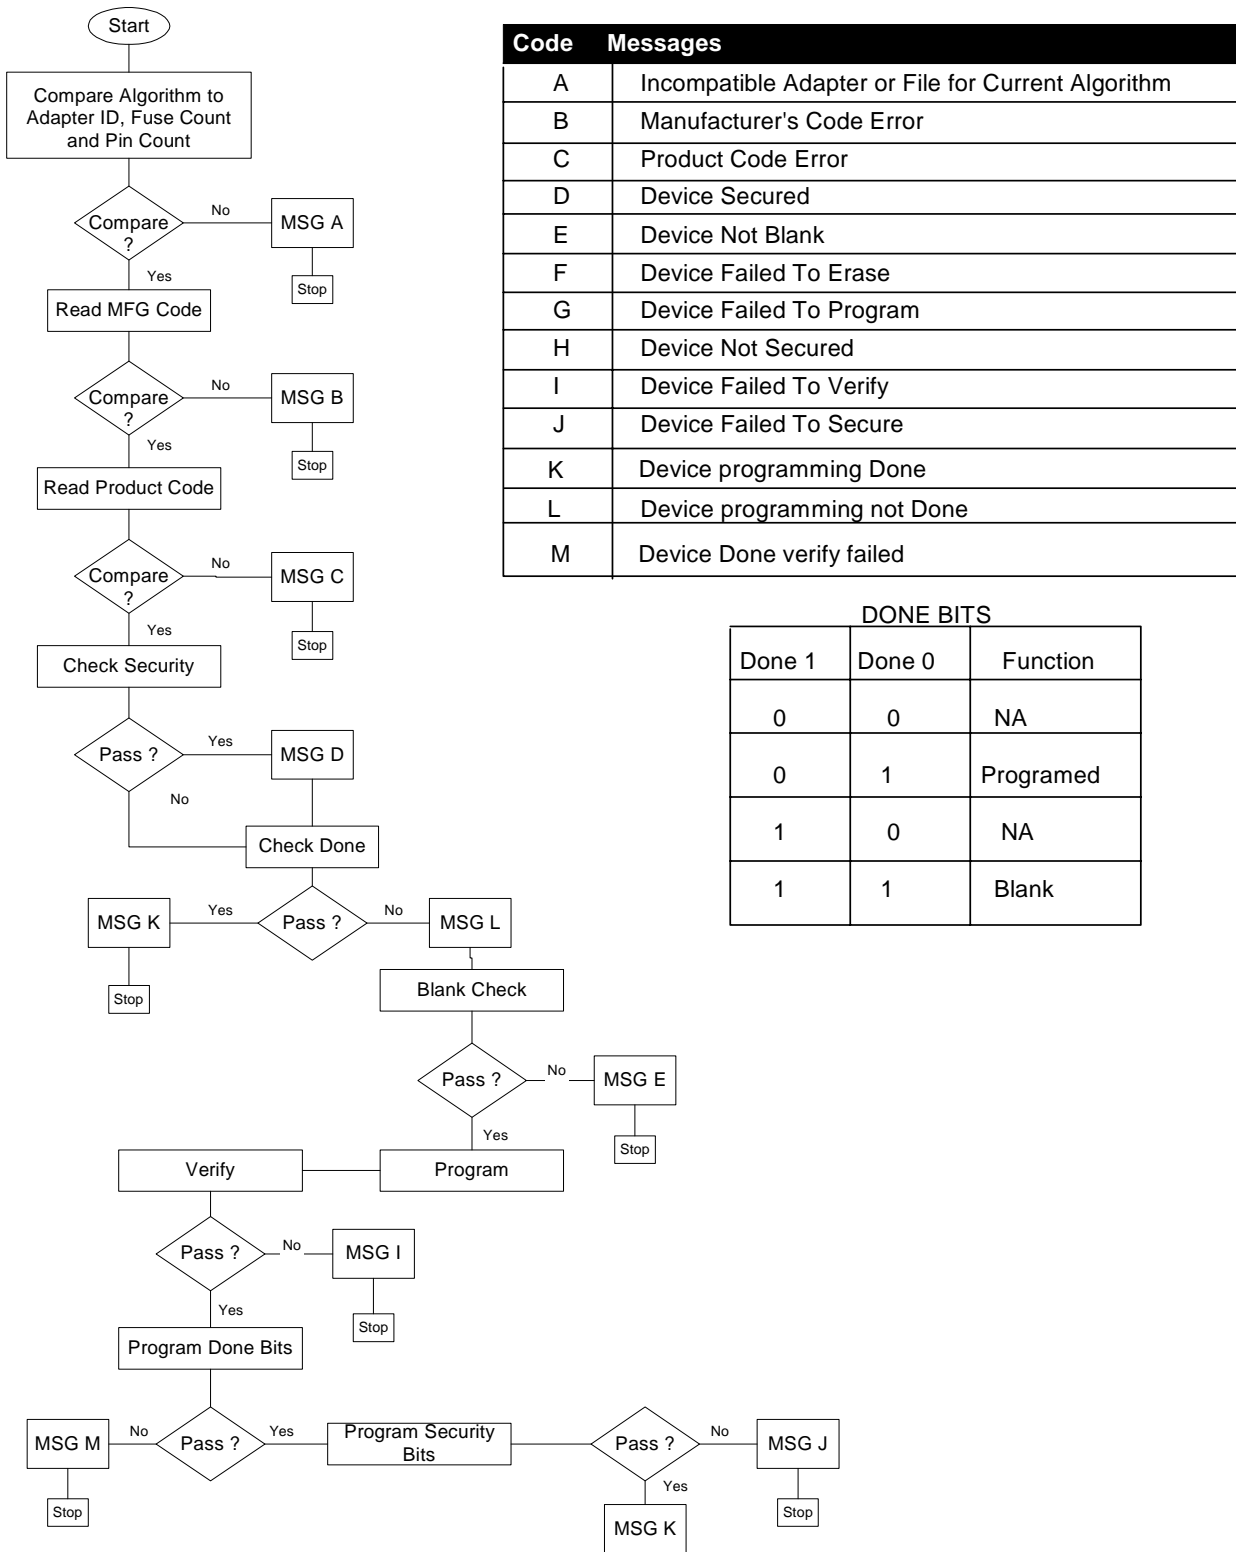 Start
Compare Algorithm to
Adapter ID, Fuse Count
and Pin Count
Compare
?
No
MSG A
Stop
Yes
Read MFG Code
Compare
?
No
MSG B
Stop
Yes
Read Product Code
Compare
?
No
MSG C
Stop
Yes
Check Security
Pass ?
Yes
MSG D
No
Check Done
Pass ?
Yes
MSG K
Stop
No
MSG L
Blank Check
Pass ?
No
MSG E
Stop
Yes
Program
Verify
Pass ?
No
MSG I
Stop
Yes
Program Done Bits
Pass ?
No
MSG M
Stop
Yes
Program Security
Bits
Pass ?
No
MSG J
Stop
Yes
MSG K
Code Messages
A Incompatible Adapter or File for Current Algorithm
B Manufacturer's Code Error
C Product Code Error
D Device Secured
E Device Not Blank
F Device Failed To Erase
G Device Failed To Program
H Device Not Secured
I Device Failed To Verify
J Device Failed To Secure
K Device programming Done
L Device programming not Done
M Device Done verify failed
DONE BITS
Done 1 Done 0 Function
0 0 NA
0 1 Programed
1 0 NA
1 1 Blank